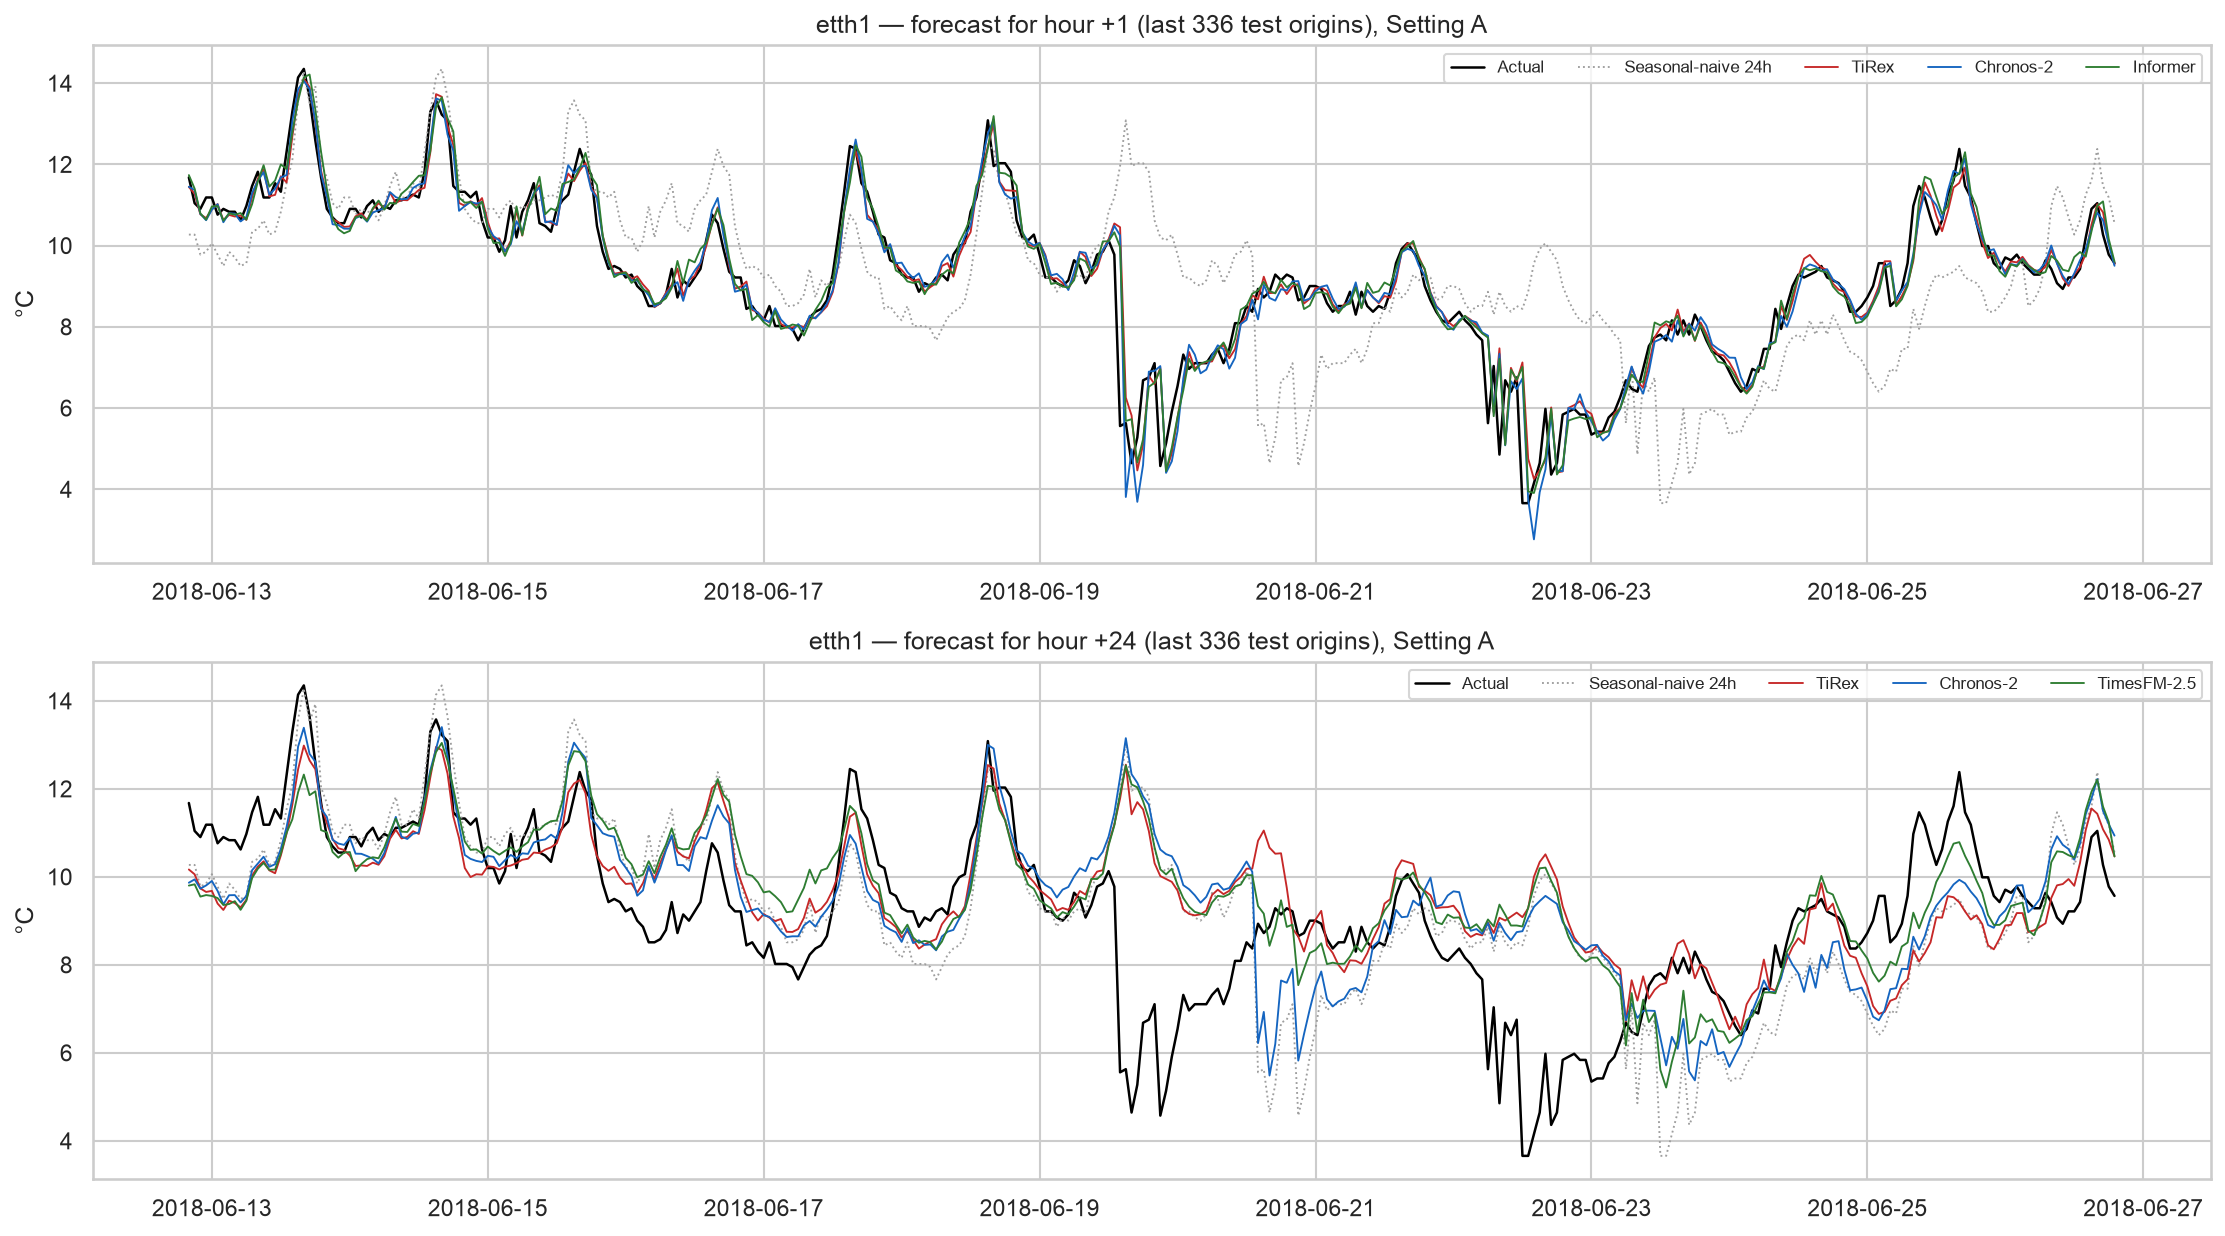 etth1 — forecast for hour +1 (last 336 test origins), Setting A
Actual Seasonal-naive 24h TiRex Chronos-2 Informer
14
12
10
8
6
4
°C
2018-06-13 2018-06-15 2018-06-17 2018-06-19 2018-06-21 2018-06-23 2018-06-25 2018-06-27
etth1 — forecast for hour +24 (last 336 test origins), Setting A
Actual Seasonal-naive 24h TiRex Chronos-2 TimesFM-2.5
14
12
10
8
6
4
°C
2018-06-13 2018-06-15 2018-06-17 2018-06-19 2018-06-21 2018-06-23 2018-06-25 2018-06-27